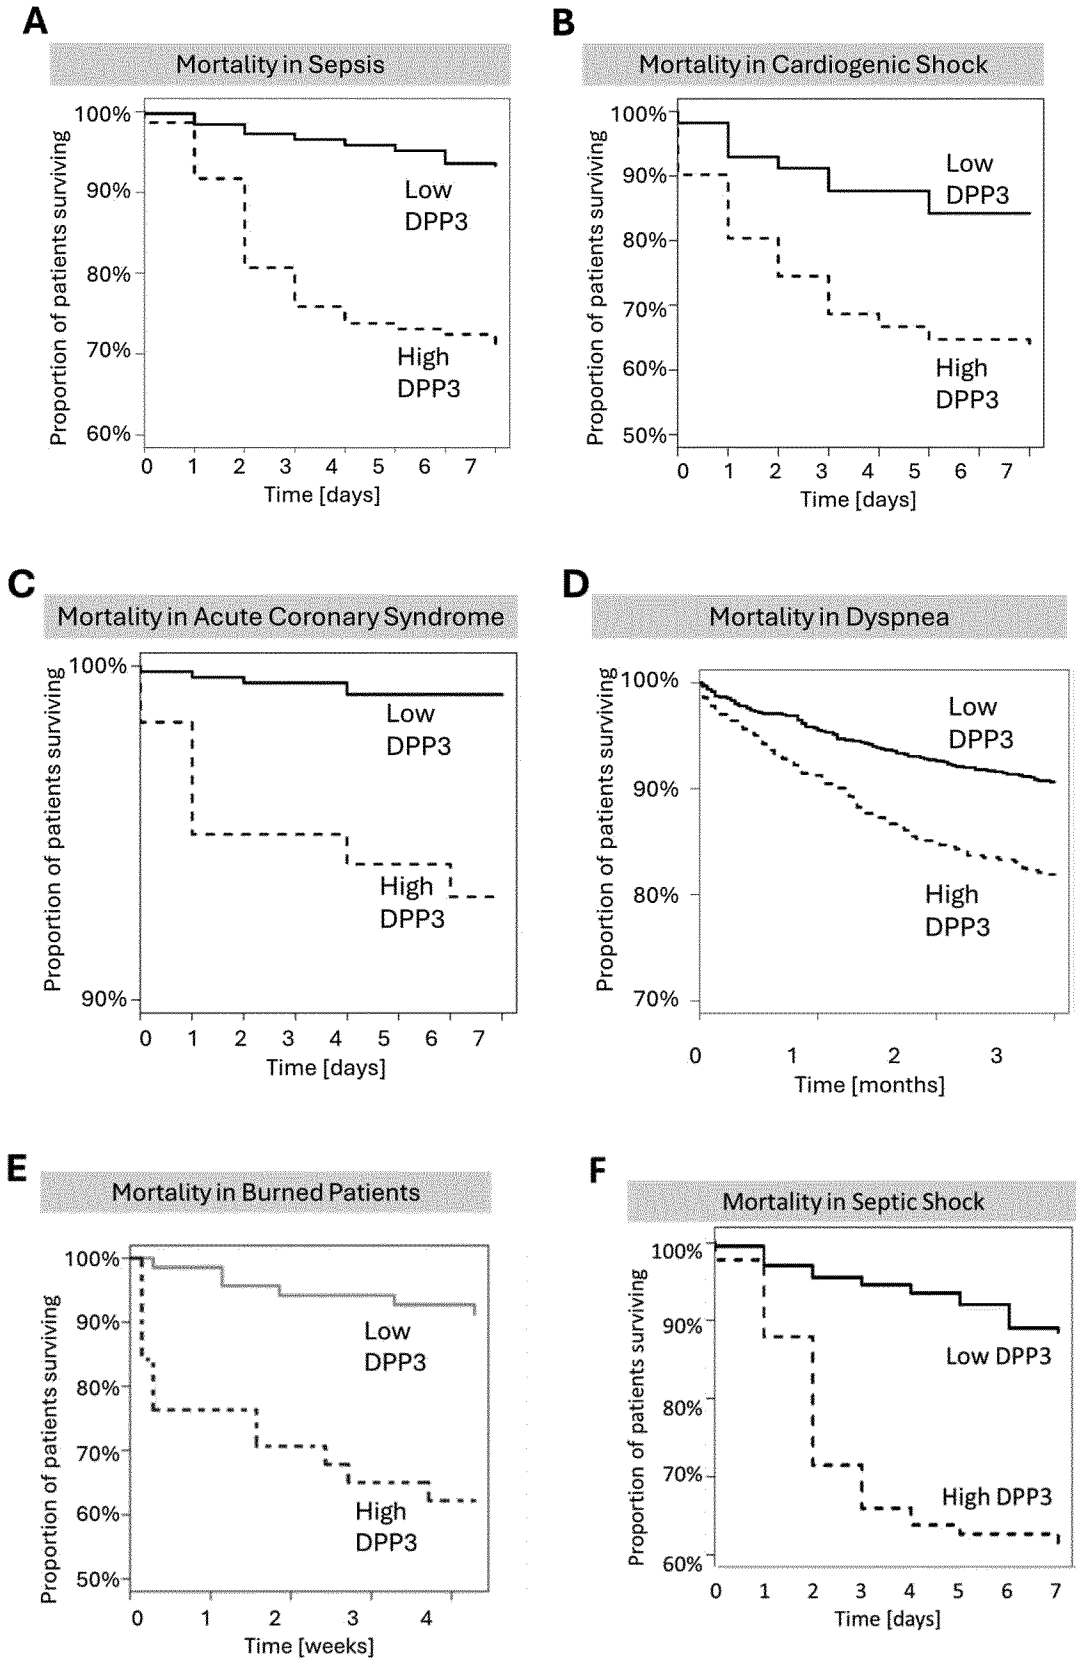 A
Mortality in Sepsis
Proportion of patients surviving
100%
90%
80%
70%
60%
Low
DPP3
High
DPP3
0 1 2 3 4 5 6 7
Time [days]
B
Mortality in Cardiogenic Shock
Proportion of patients surviving
100%
90%
80%
70%
60%
50%
Low
DPP3
High
DPP3
0 1 2 3 4 5 6 7
Time [days]
C
Mortality in Acute Coronary Syndrome
Proportion of patients surviving
100%
90%
Low
DPP3
High
DPP3
0 1 2 3 4 5 6 7
Time [days]
D
Mortality in Dyspnea
Proportion of patients surviving
100%
90%
80%
70%
Low
DPP3
High
DPP3
0 1 2 3
Time [months]
E
Mortality in Burned Patients
Proportion of patients surviving
100%
90%
80%
70%
60%
50%
Low
DPP3
High
DPP3
0 1 2 3 4
Time [weeks]
F
Mortality in Septic Shock
Proportion of patients surviving
100%
90%
80%
70%
60%
Low DPP3
High DPP3
0 1 2 3 4 5 6 7
Time [days]